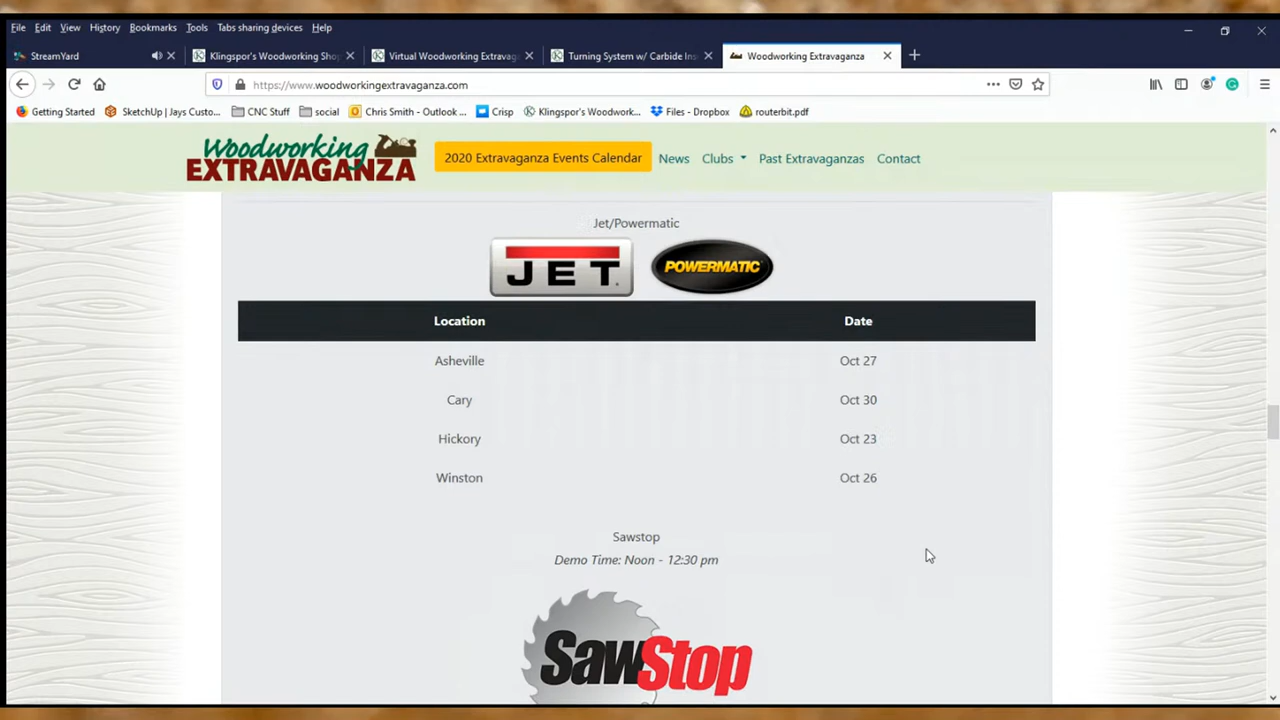 File Edit View History Bookmarks Tools Tabs sharing devices Help
StreamYard
Klingspor's Woodworking Sho
Virtual Woodworking Extravag
Turning System w/ Carbide Ins
Woodworking Extravaganza
https://www.woodworkingextravaganza.com
Getting Started
SketchUp | Jays Custo...
CNC Stuff
social
Chris Smith - Outlook ...
Crisp
Klingspor's Woodwork...
Files - Dropbox
routerbit.pdf
Woodworking
EXTRAVAGANZA
2020 Extravaganza Events Calendar
News
Clubs
Past Extravaganzas
Contact
Jet/Powermatic
JET.
POWERMATIC
Location Date
Asheville Oct 27
Cary Oct 30
Hickory Oct 23
Winston Oct 26
Sawstop
Demo Time: Noon - 12:30 pm
SawStop